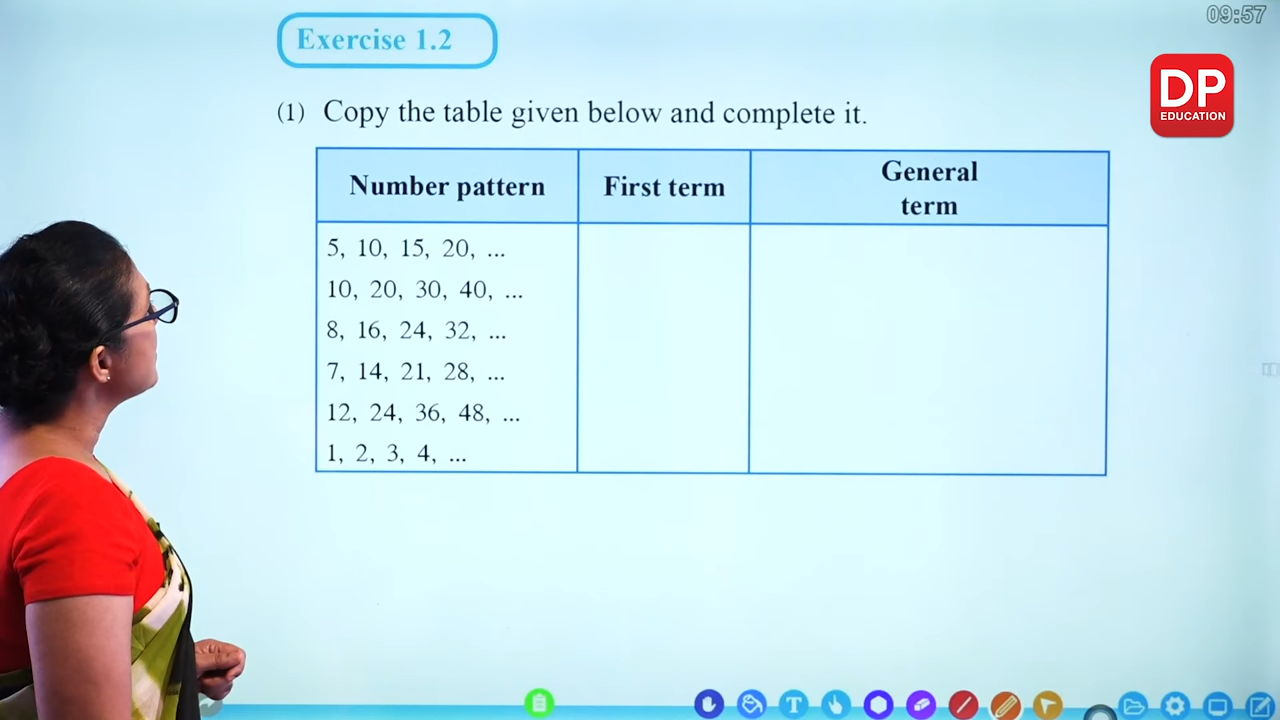 09:57
Exercise 1.2
DP
EDUCATION
(1) Copy the table given below and complete it.
Number pattern First term General term
5, 10, 15, 20, ...
10, 20, 30, 40, ...
8, 16, 24, 32, ...
7, 14, 21, 28, ...
12, 24, 36, 48, ...
1, 2, 3, 4, ...
T